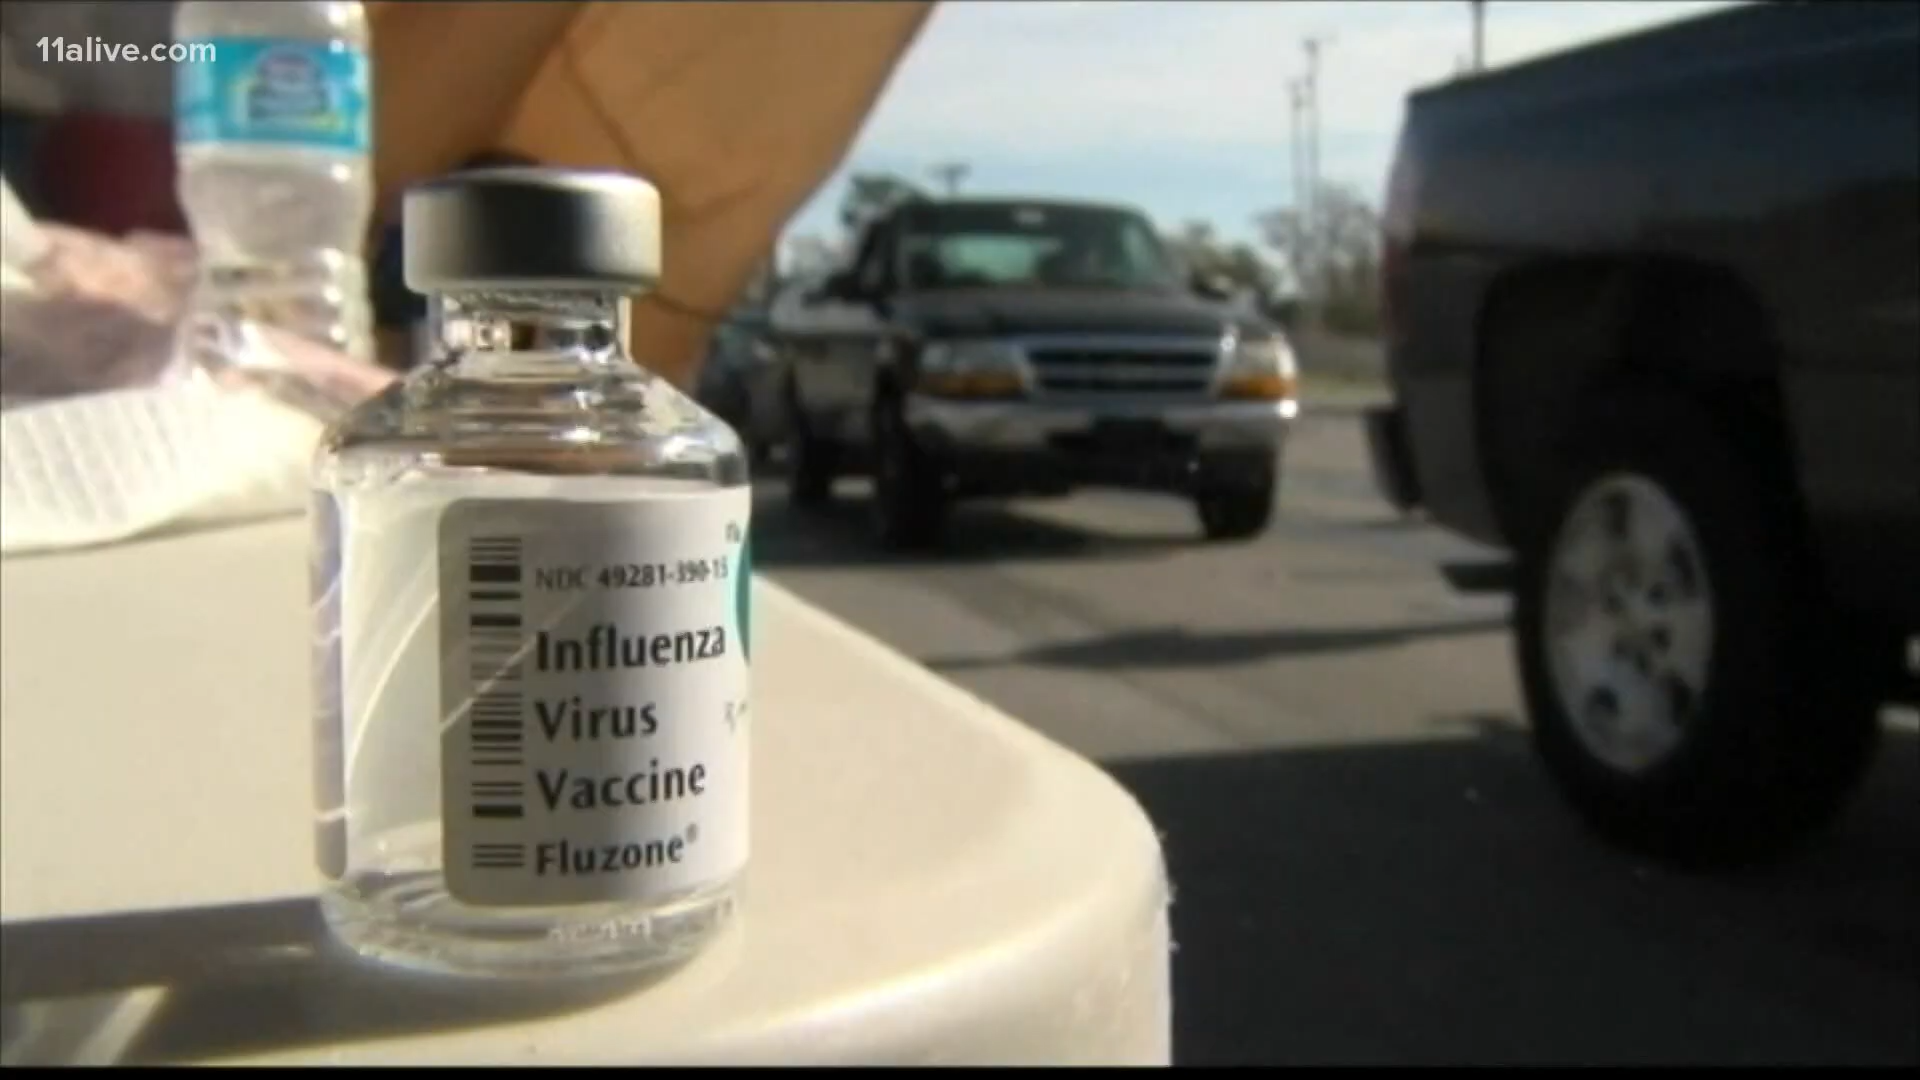 11alive.com
NDC 49281-390-15
Influenza
Virus
Vaccine
Fluzone®